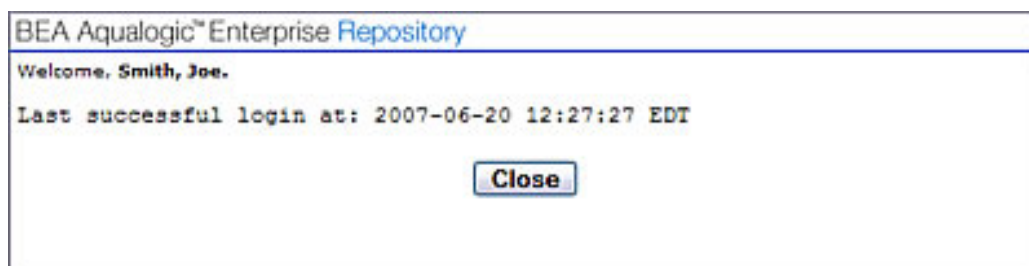 BEA Aqualogic™ Enterprise Repository
Welcome, Smith, Joe.
Last successful login at: 2007-06-20 12:27:27 EDT
Close